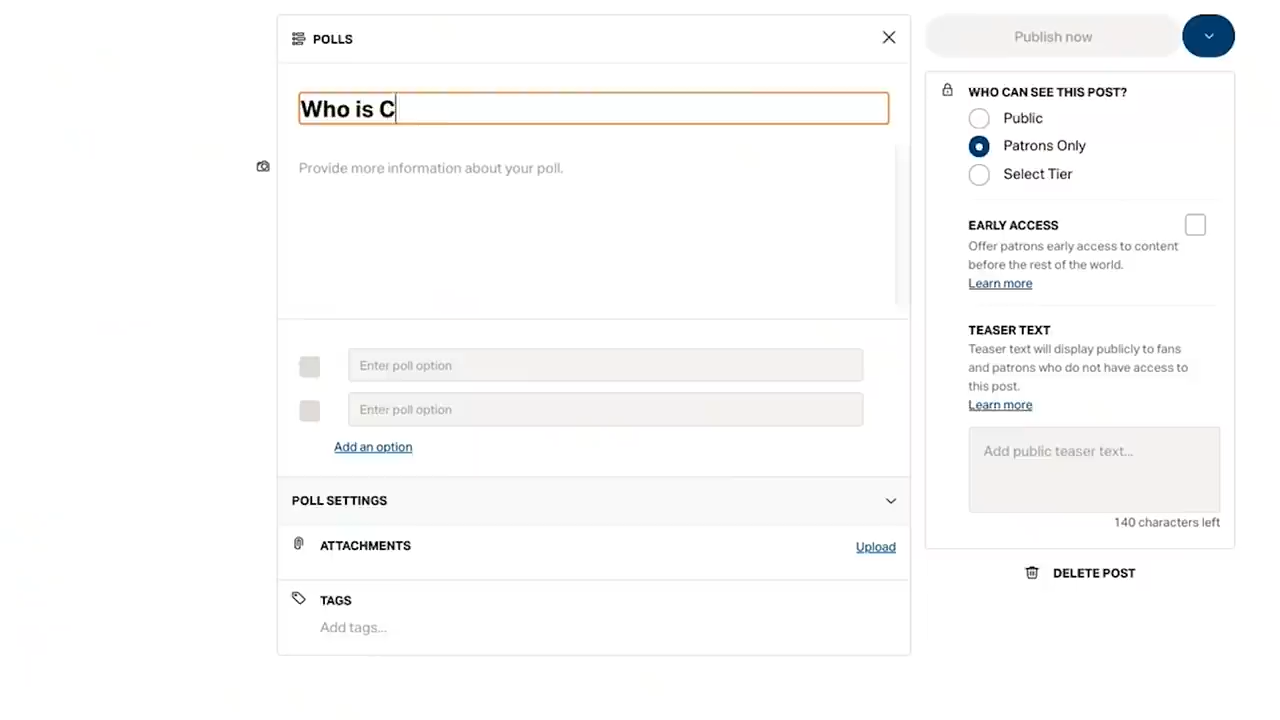 POLLS
Who is C
Provide more information about your poll.
Enter poll option
Enter poll option
Add an option
POLL SETTINGS
ATTACHMENTS
Upload
TAGS
Add tags...
Publish now
WHO CAN SEE THIS POST?
Public
Patrons Only
Select Tier
EARLY ACCESS
Offer patrons early access to content
before the rest of the world.
Learn more
TEASER TEXT
Teaser text will display publicly to fans
and patrons who do not have access to
this post.
Learn more
Add public teaser text...
140 characters left
DELETE POST